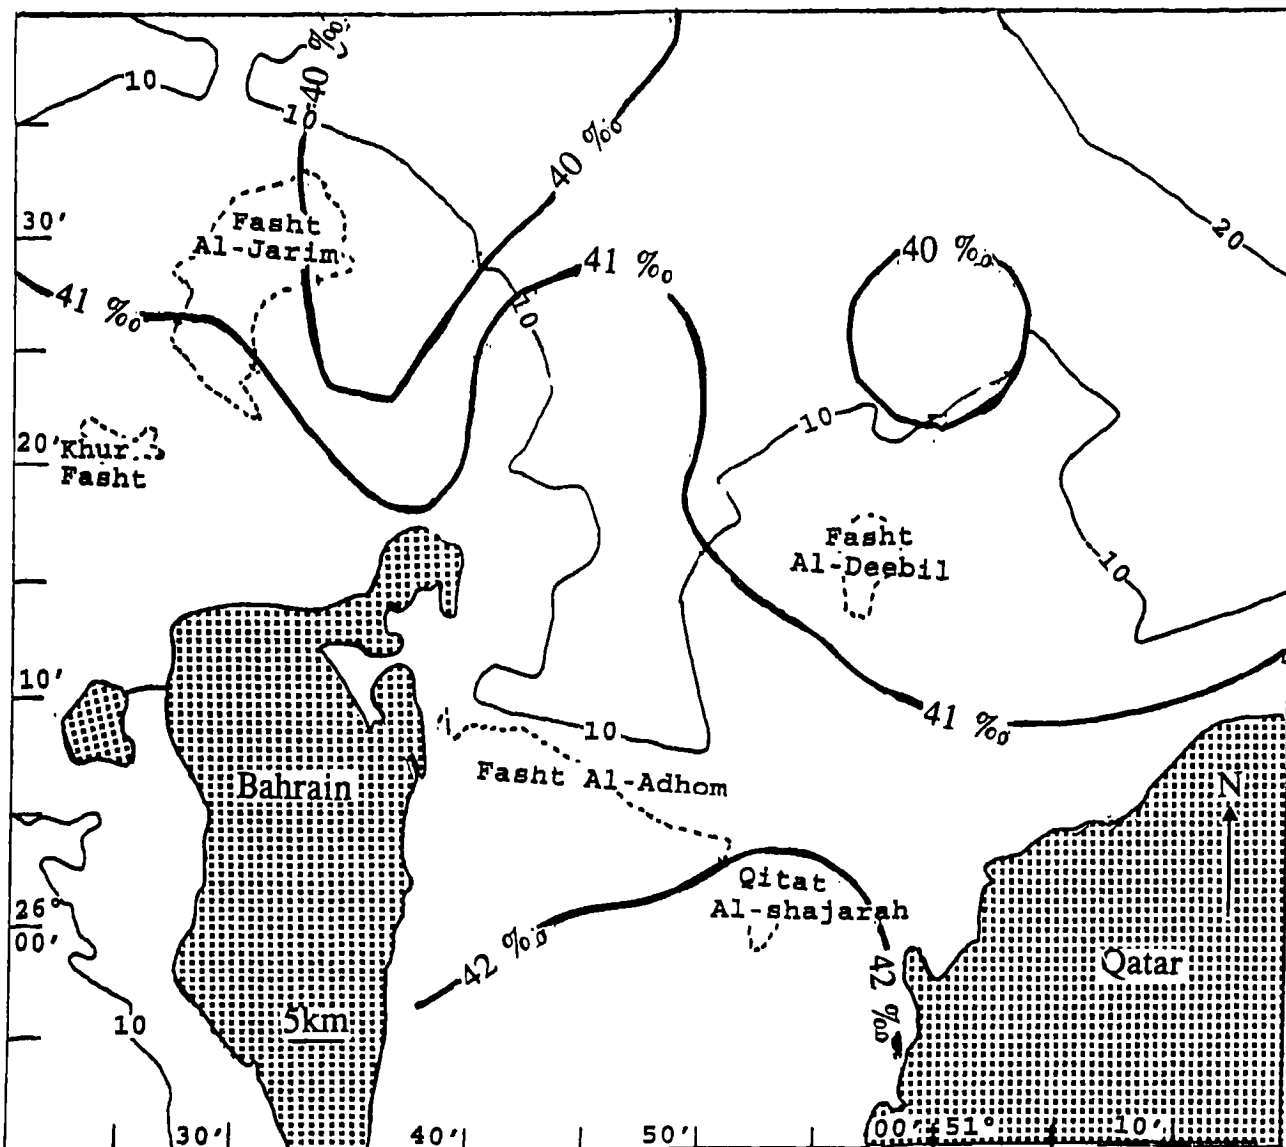 40 ‰
10
10
40 ‰
20
30'
Fasht
Al-Jarim
40 ‰
41 ‰
41 ‰
10
10
20'
Khur
Fasht
Fasht
Al-Deebil
10
10'
41 ‰
10
Fasht Al-Adhom
Bahrain
N
Qitat
Al-shajarah
26°
00'
42 ‰
42 ‰
Qatar
10
5km
30'
40'
50'
00' 51°
10'